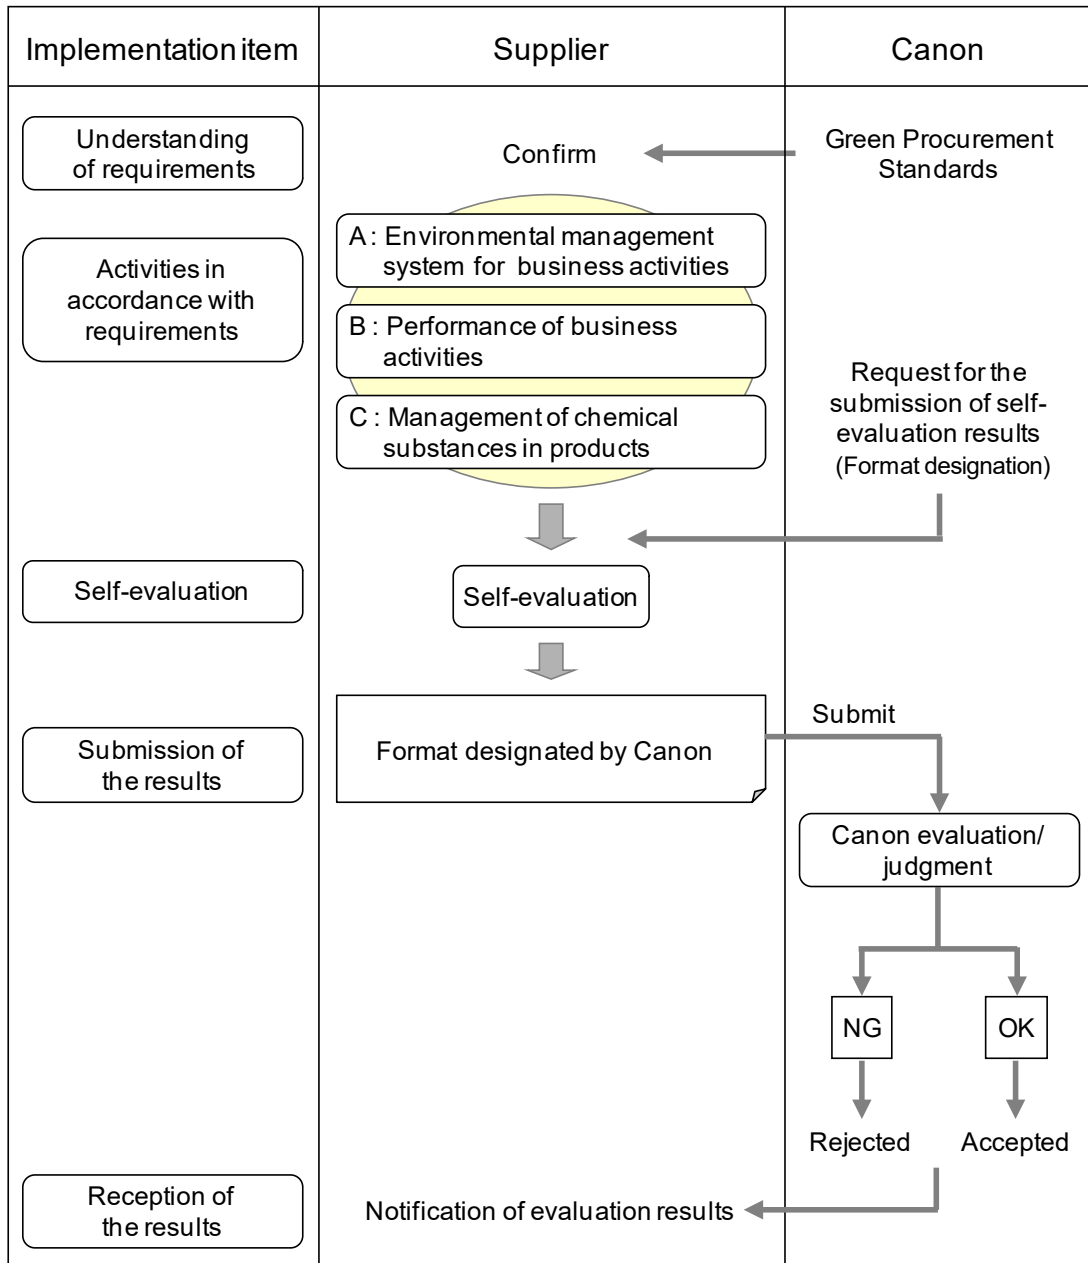 Implementation item
Supplier
Canon
Understanding
of requirements
Confirm
Green Procurement
Standards
Activities in
accordance with
requirements
A : Environmental management
system for business activities
B : Performance of business
activities
C : Management of chemical
substances in products
Request for the
submission of self-
evaluation results
(Format designation)
Self-evaluation
Self-evaluation
Submission of
the results
Format designated by Canon
Submit
Canon evaluation/
judgment
NG
OK
Rejected
Accepted
Reception of
the results
Notification of evaluation results